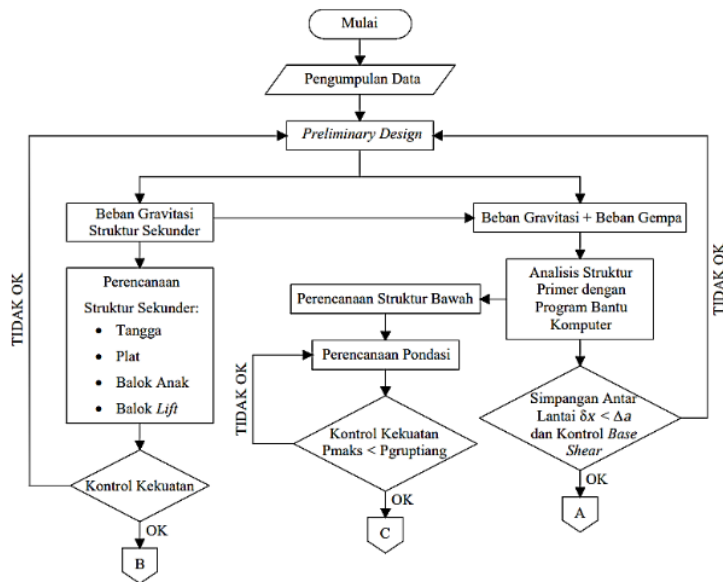 Mulai
Pengumpulan Data
Preliminary Design
Beban Gravitasi
Struktur Sekunder
Beban Gravitasi + Beban Gempa
TIDAK OK
Perencanaan
Struktur Sekunder:
• Tangga
• Plat
• Balok Anak
• Balok Lift
Kontrol Kekuatan
OK
B
Perencanaan Struktur Bawah
Perencanaan Pondasi
TIDAK OK
Kontrol Kekuatan
Pmaks < Pgruptiang
OK
C
Analisis Struktur
Primer dengan
Program Bantu
Komputer
TIDAK OK
Simpangan Antar
Lantai δx < Δa
dan Kontrol Base
Shear
OK
A